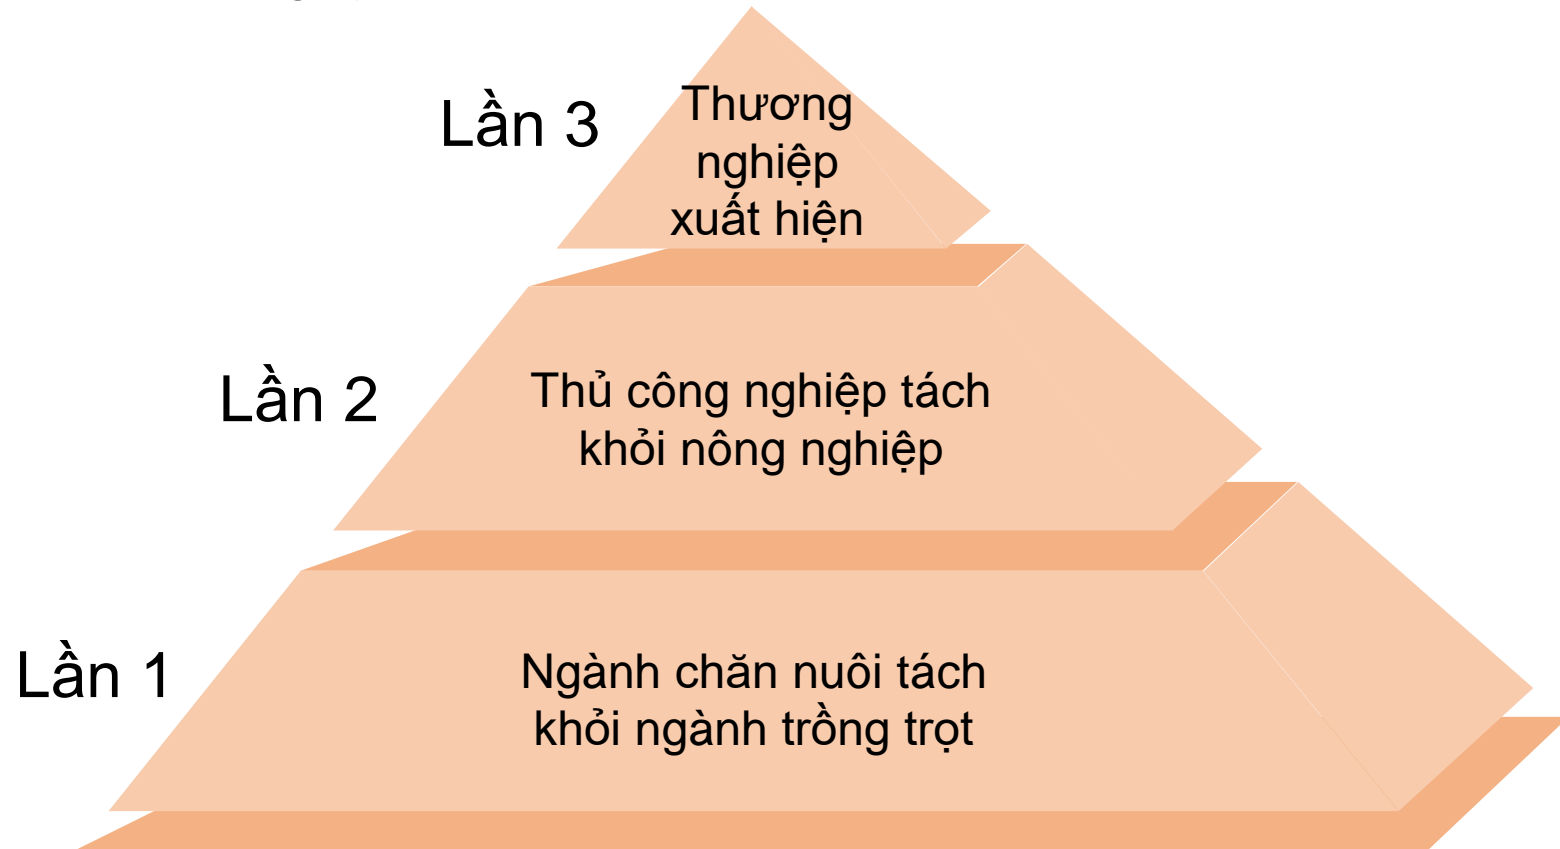 Lần 3
Thương
nghiệp
xuất hiện
Lần 2
Thủ công nghiệp tách
khỏi nông nghiệp
Lần 1
Ngành chăn nuôi tách
khỏi ngành trồng trọt